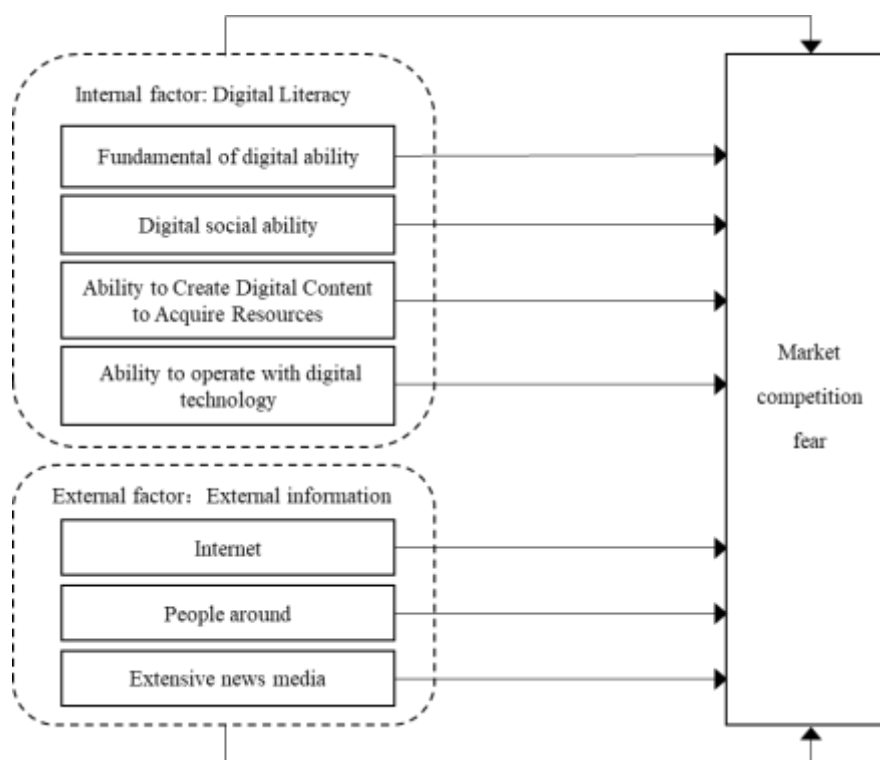 Internal factor: Digital Literacy
Fundamental of digital ability
Digital social ability
Ability to Create Digital Content
to Acquire Resources
Ability to operate with digital
technology
External factor：External information
Internet
People around
Extensive news media
Market
competition
fear